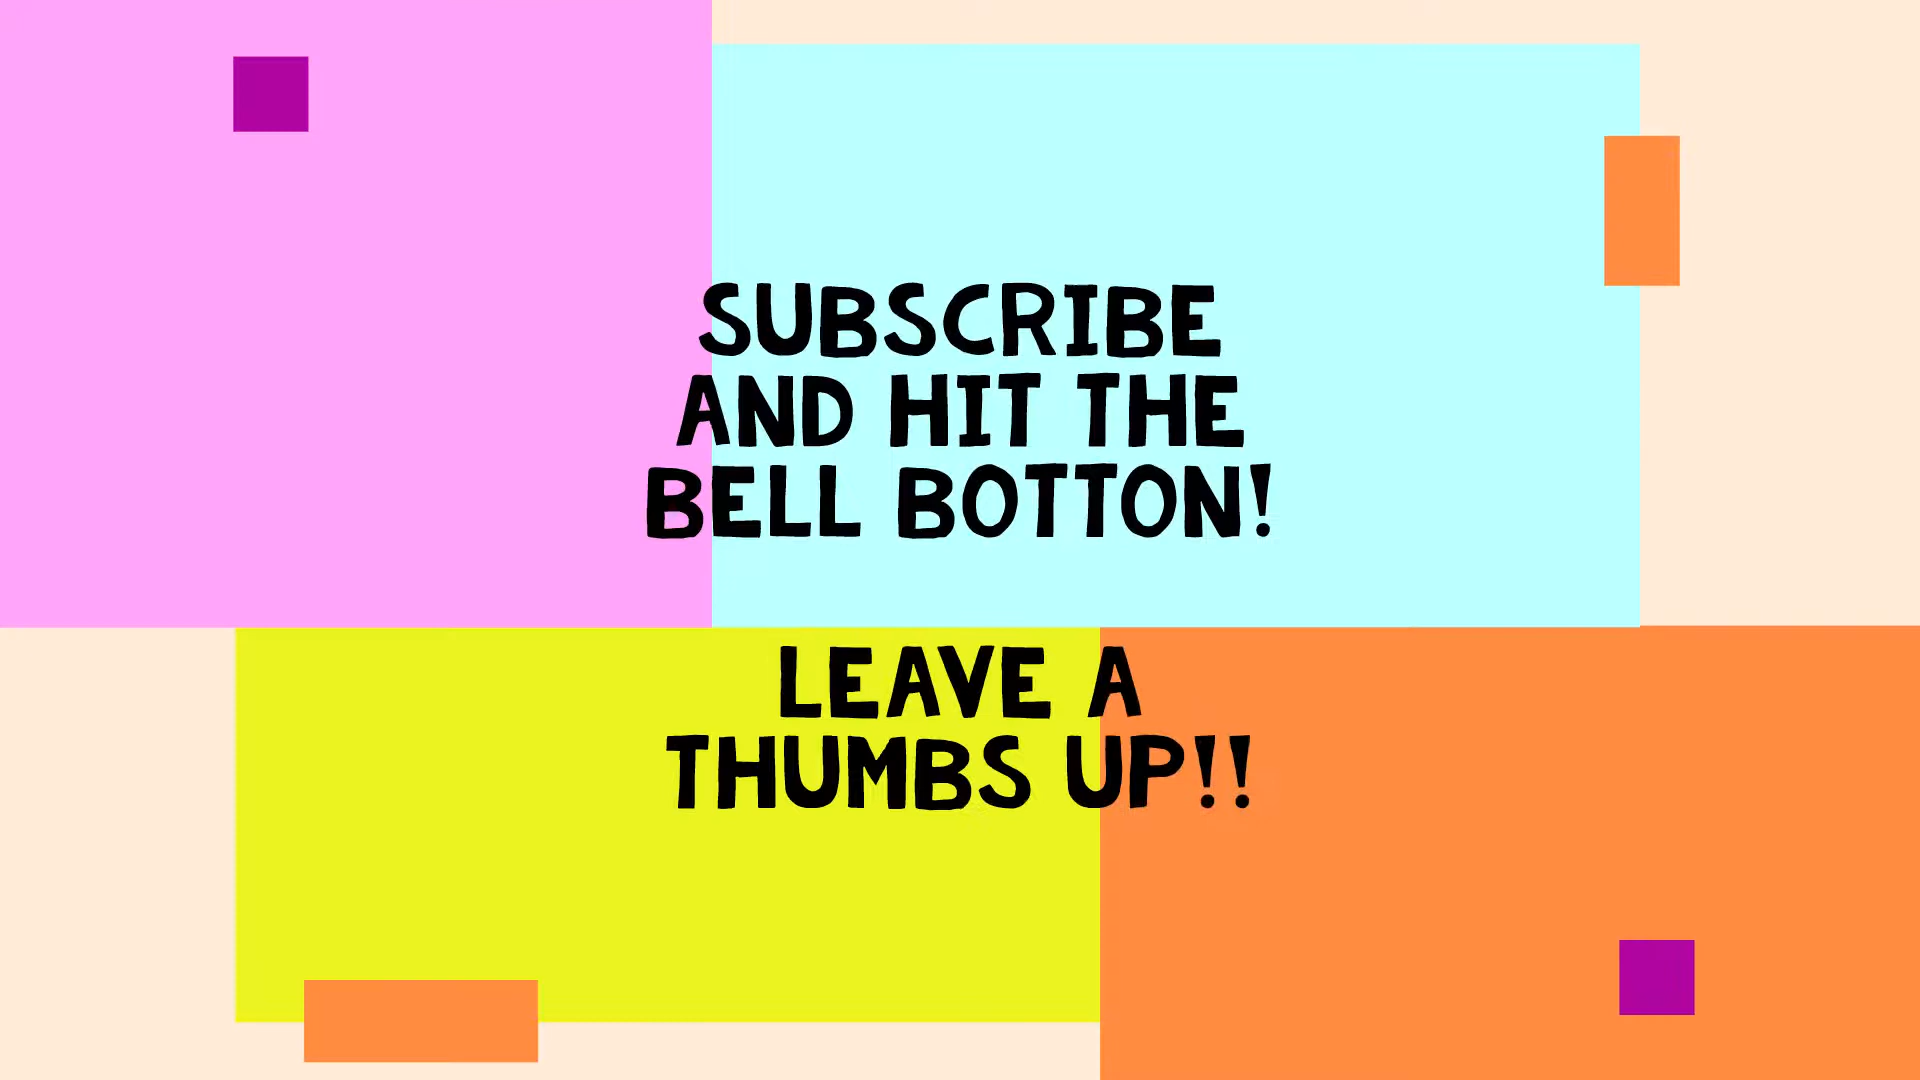 SUBSCRIBE
AND HIT THE
BELL BOTTON!
LEAVE A
THUMBS UP!!